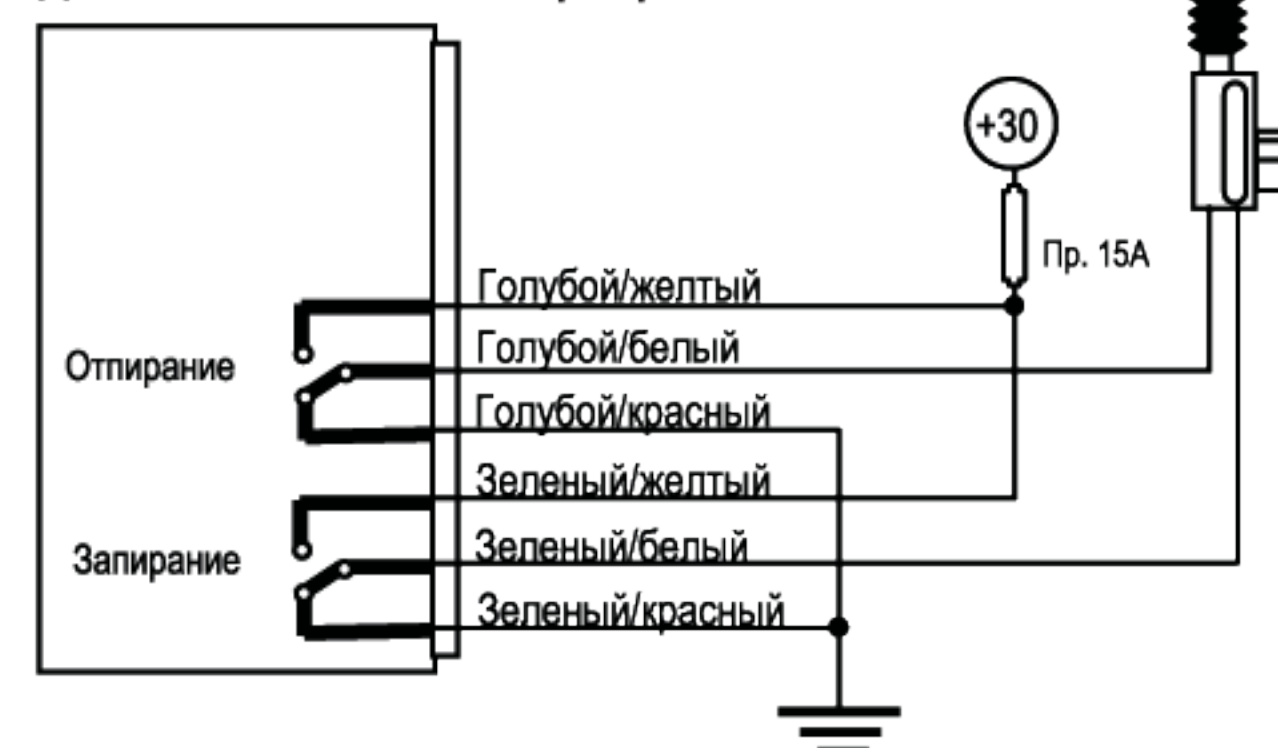 +30
Пр. 15А
Голубой/желтый
Голубой/белый
Отпирание
Голубой/красный
Зеленый/желтый
Зеленый/белый
Запирание
Зеленый/красный